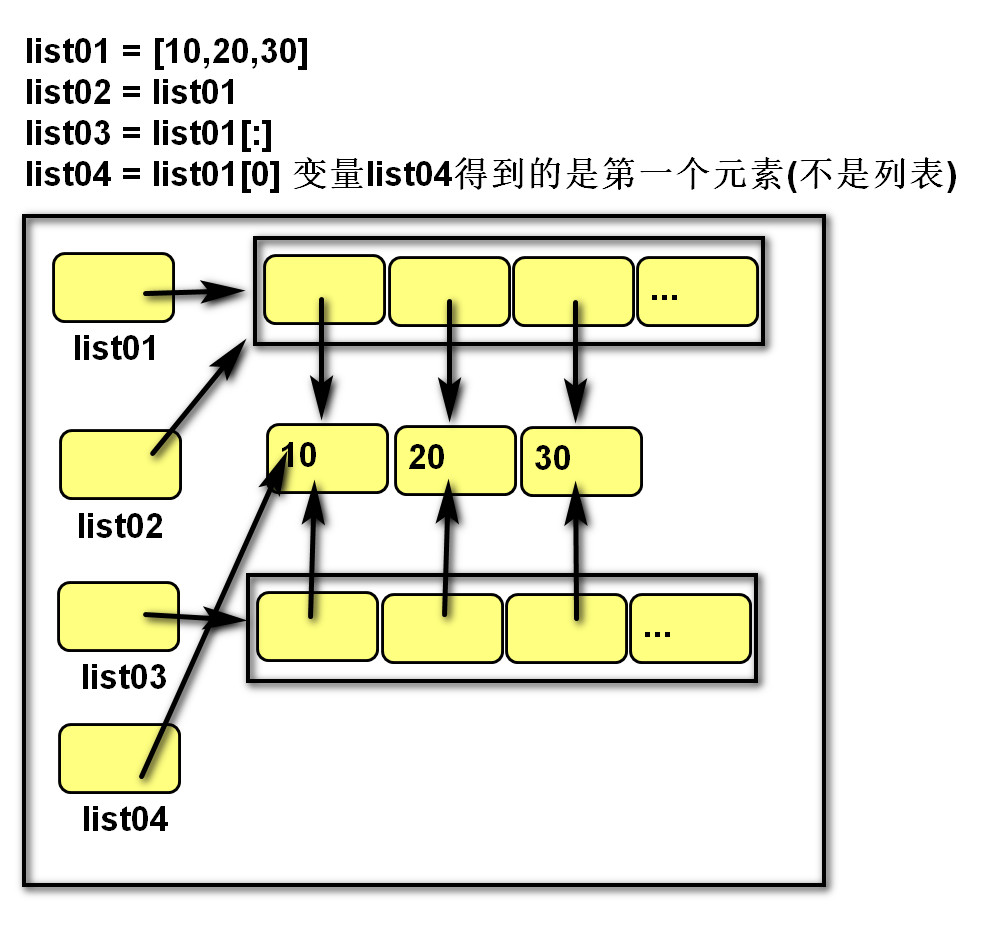 list01 = [10,20,30]
list02 = list01
list03 = list01[:]
list04 = list01[0] 变量list04得到的是第一个元素(不是列表)
...
list01
10 20 30
list02
...
list03
list04